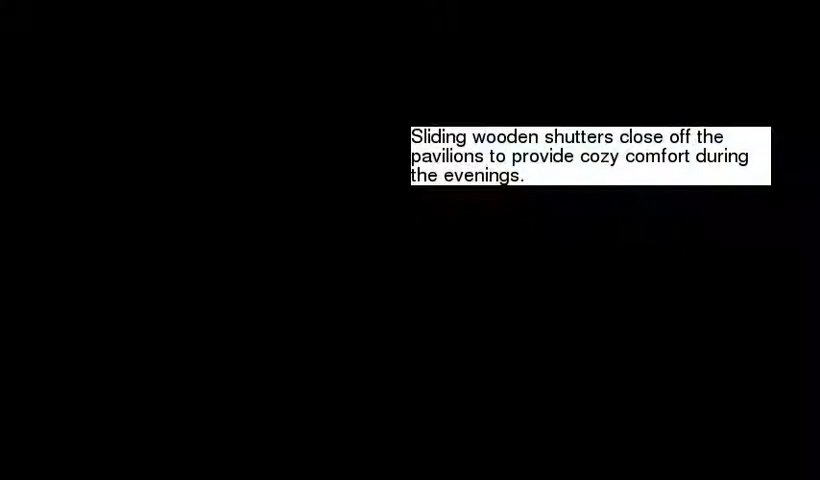 Sliding wooden shutters close off the
pavilions to provide cozy comfort during
the evenings.